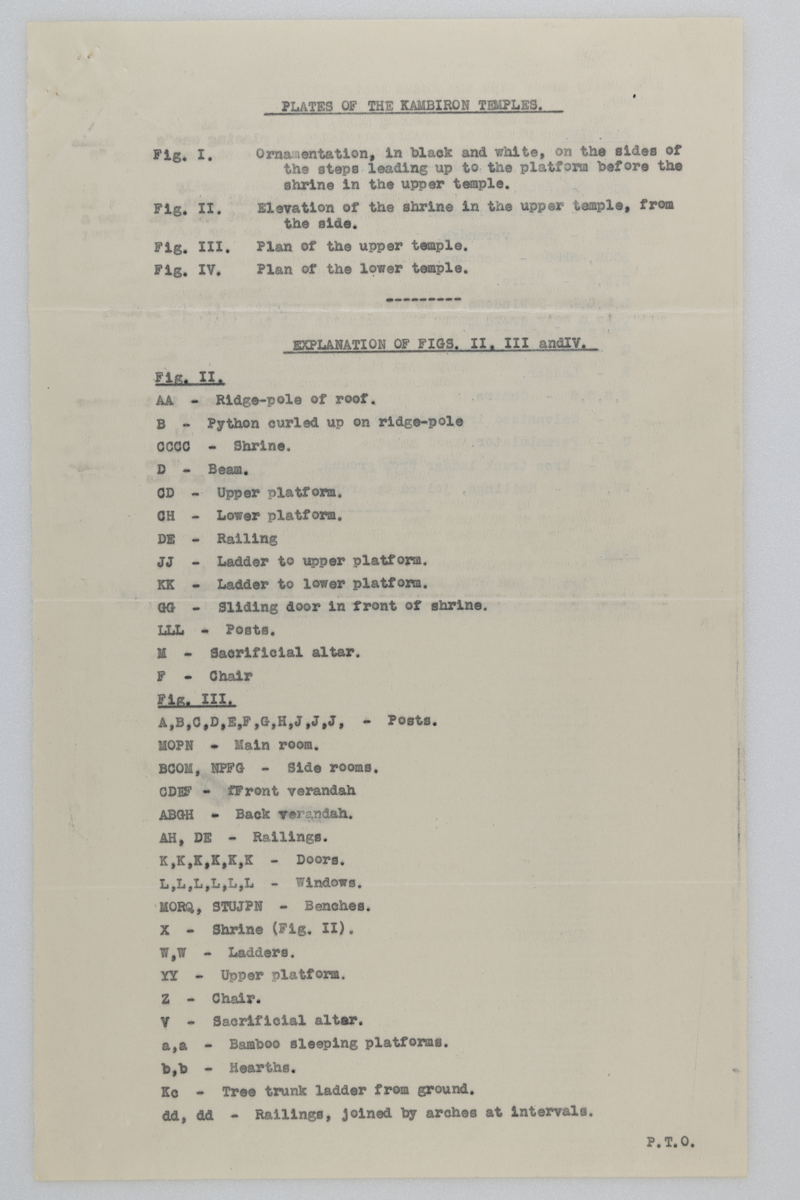 PLATES OF THE KAMBIRON TEMPLES.
Fig. I. Ornamentation, in black and white, on the sides of
the steps leading up to the platform before the
shrine in the upper temple.
Fig. II. Elevation of the shrine in the upper temple, from
the side.
Fig. III. Plan of the upper temple.
Fig. IV. Plan of the lower temple.
---------
EXPLANATION OF FIGS. II, III andIV.
Fig. II.
AA - Ridge-pole of roof.
B - Python curled up on ridge-pole
CCCC - Shrine.
D - Beam.
CD - Upper platform.
CH - Lower platform.
DE - Railing
JJ - Ladder to upper platform.
KK - Ladder to lower platform.
GG - Sliding door in front of shrine.
LLL - Posts.
M - Sacrificial altar.
F - Chair
Fig. III.
A,B,C,D,E,F,G,H,J,J,J, - Posts.
MOPN - Main room.
BCOM, NPFG - Side rooms.
CDEF - fFront verandah
ABGH - Back verandah.
AH, DE - Railings.
K,K,K,K,K,K - Doors.
L,L,L,L,L,L - Windows.
MORQ, STUJPN - Benches.
X - Shrine (Fig. II).
W,W - Ladders.
YY - Upper platform.
Z - Chair.
V - Sacrificial altar.
a,a - Bamboo sleeping platforms.
b,b - Hearths.
Kc - Tree trunk ladder from ground.
dd, dd - Railings, joined by arches at intervals.
P.T.O.